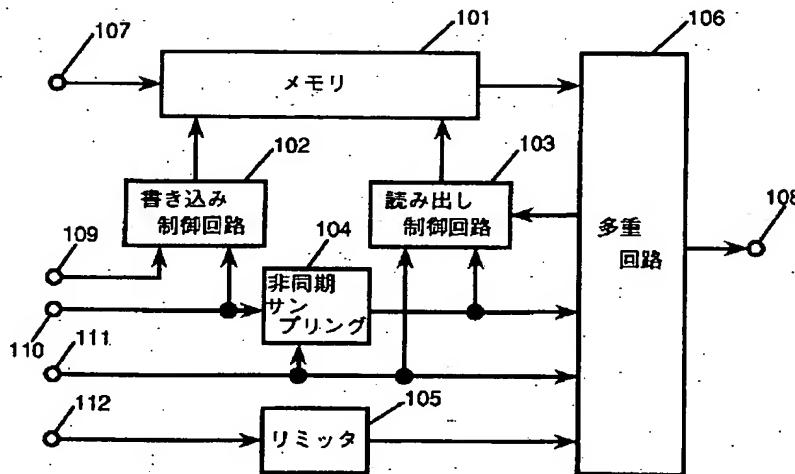 101
106
107
メモリ
102
103
書き込み
制御回路
読み出し
制御回路
108
104
多重
回路
109
非同期
サン
プリング
110
111
112
105
リミッタ